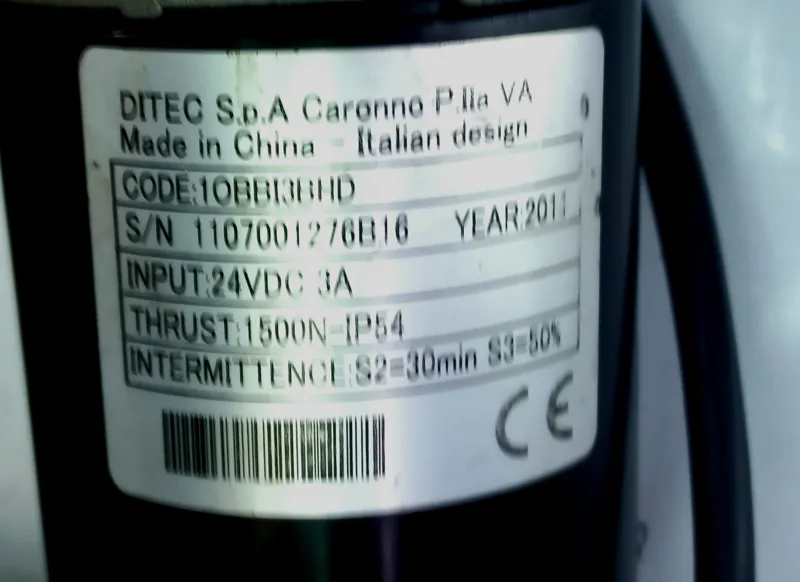 DITEC S.p.A Caronno P.lla VA
Made in China - Italian design
CODE:1OBBI3BHD
S/N 1107001276B16 YEAR:2011
INPUT:24VDC 3A
THRUST:1500N-IP54
INTERMITTENCE:S2=30min S3=50%
CE